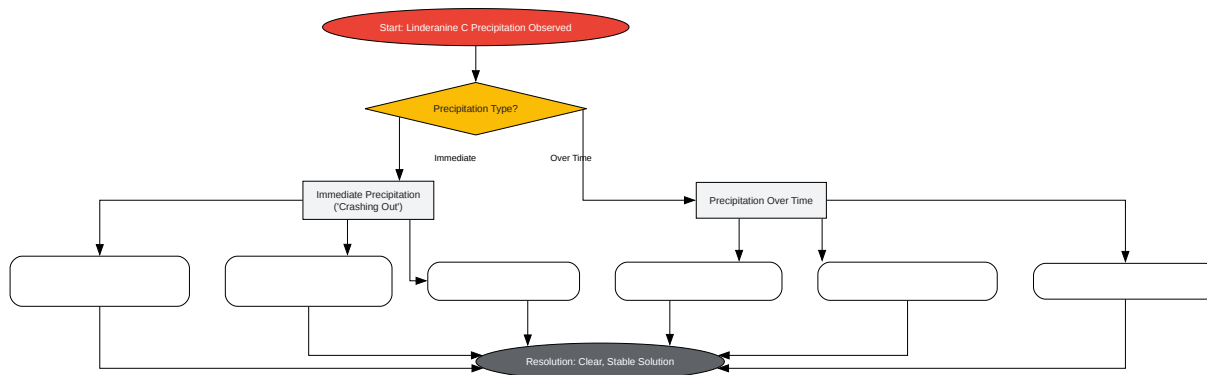 Start: Linderanine C Precipitation Observed
Precipitation Type?
Immediate
Over Time
Immediate Precipitation
('Crashing Out')
Precipitation Over Time
Resolution: Clear, Stable Solution